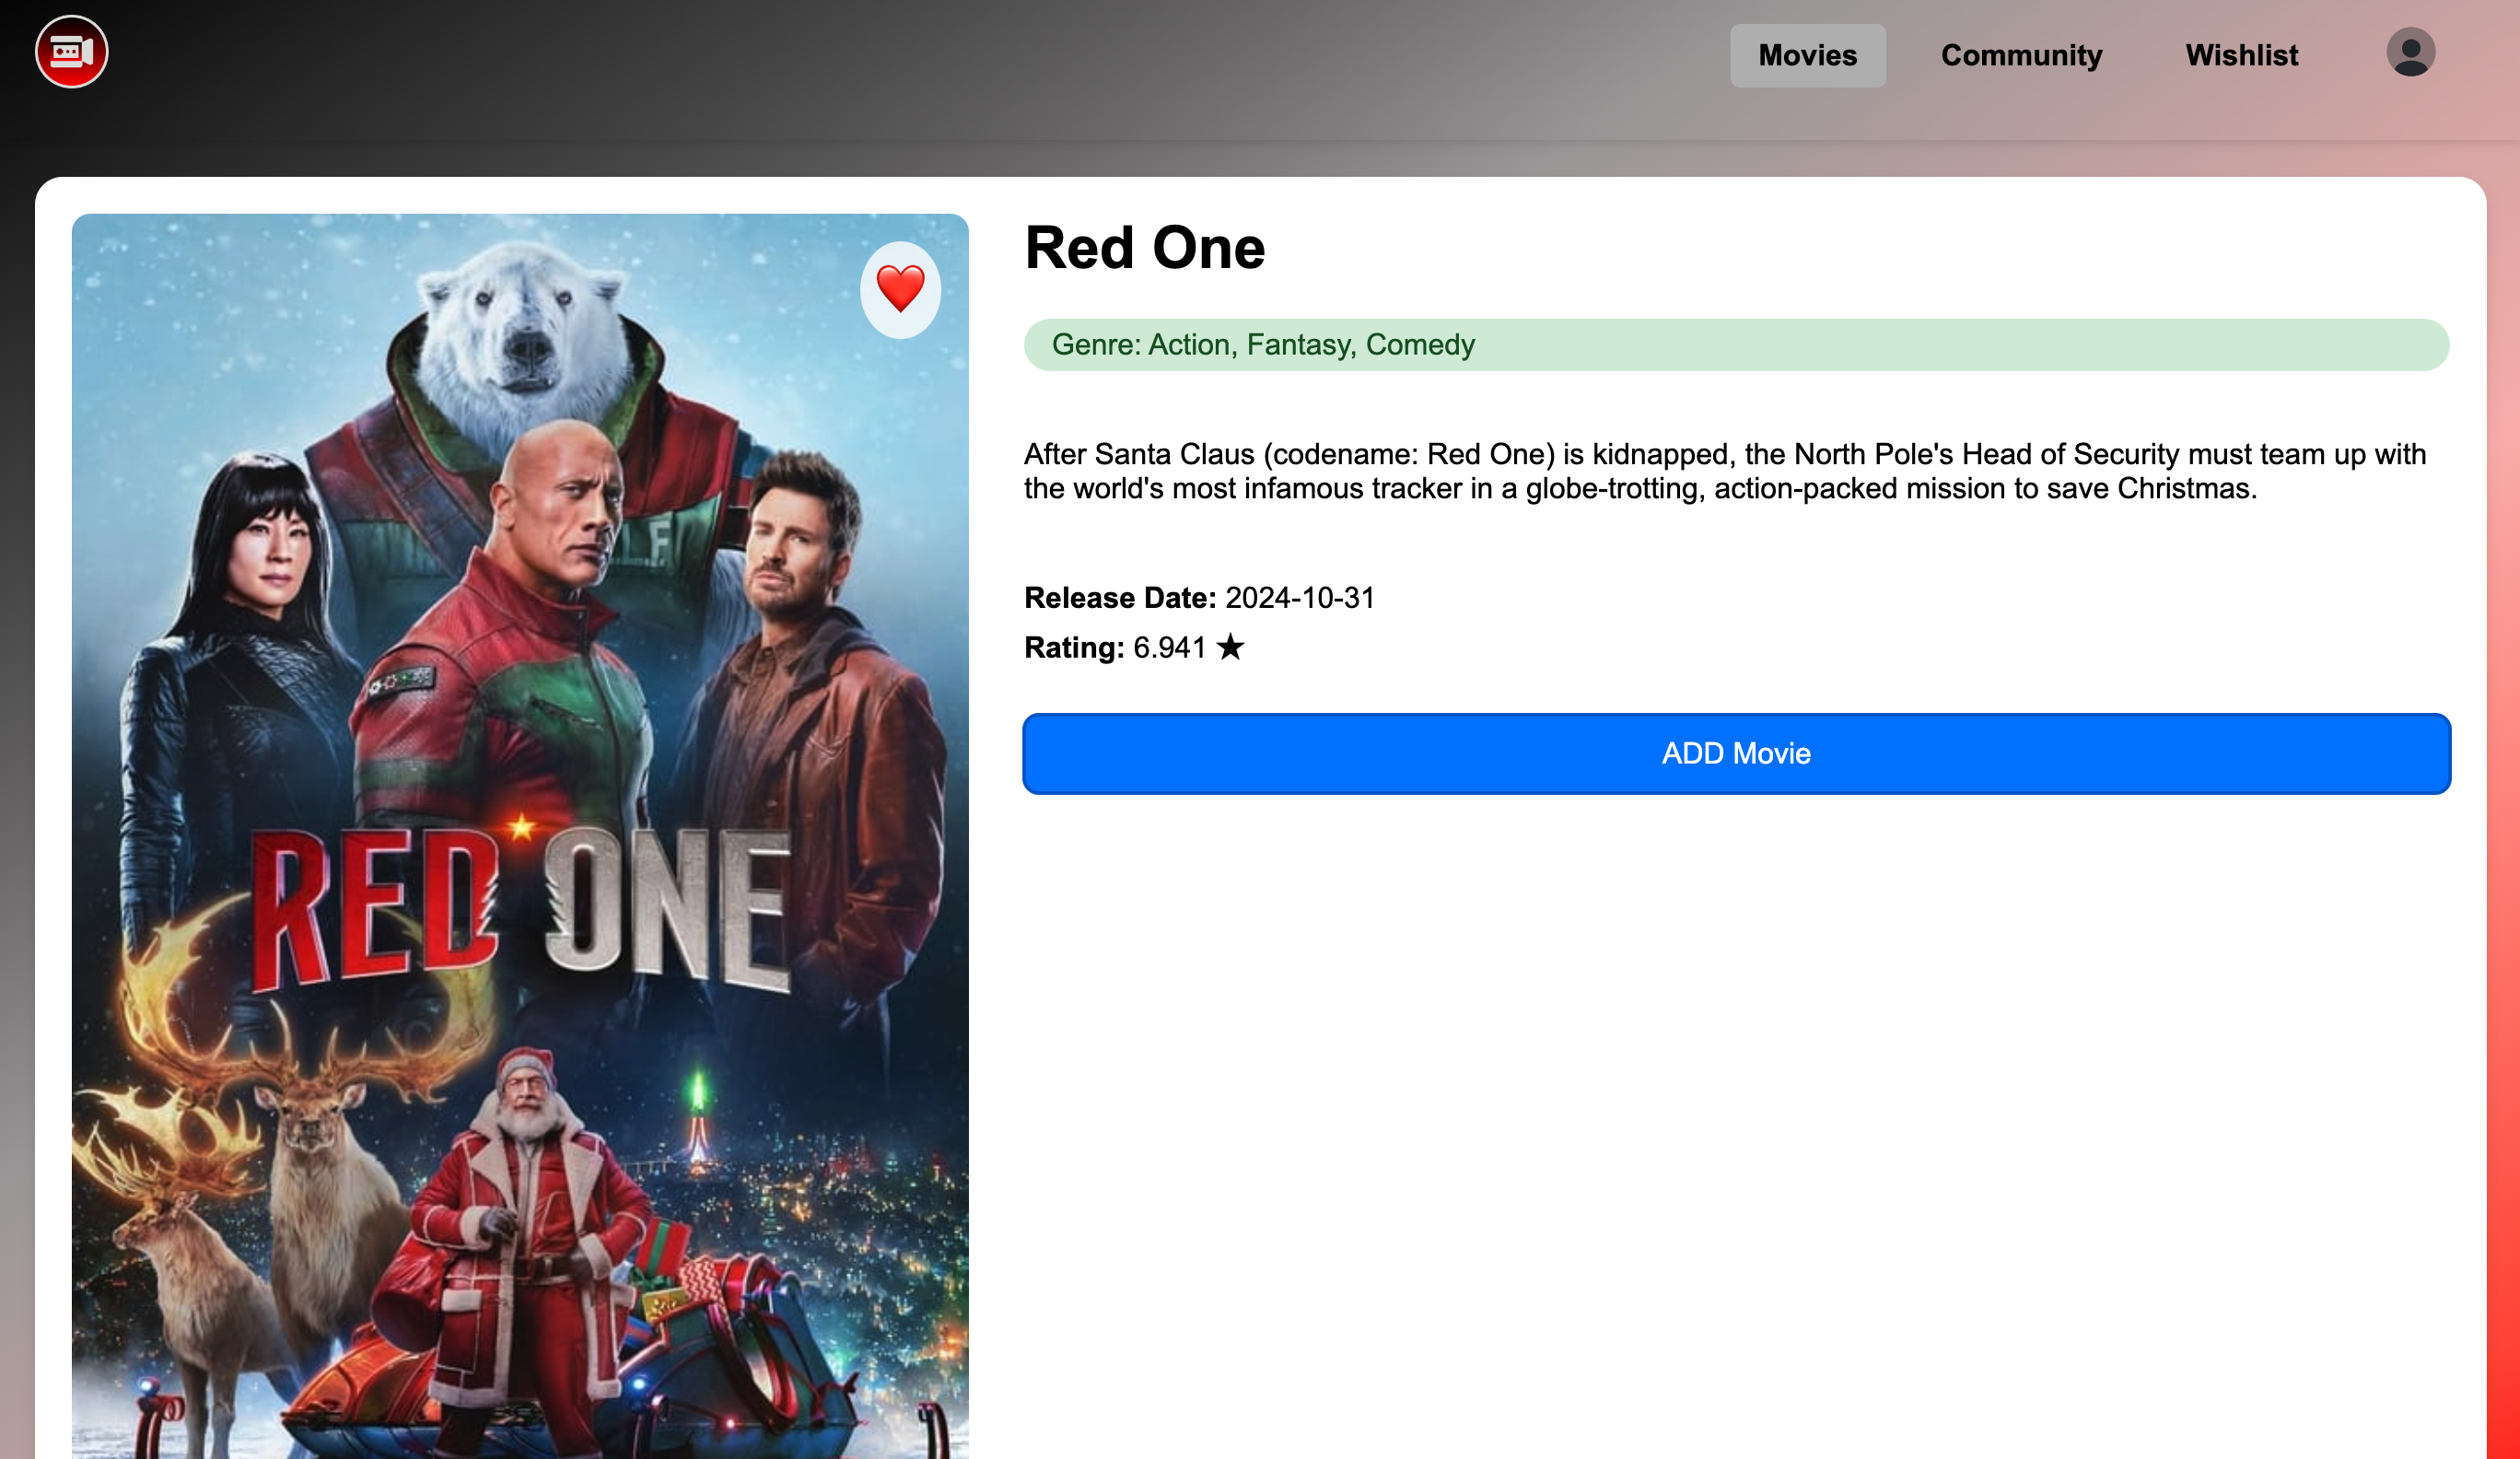 Movies
Community
Wishlist
Red One
Genre: Action, Fantasy, Comedy
After Santa Claus (codename: Red One) is kidnapped, the North Pole's Head of Security must team up with
the world's most infamous tracker in a globe-trotting, action-packed mission to save Christmas.
Release Date: 2024-10-31
Rating: 6.941 ★
ADD Movie
RED ONE